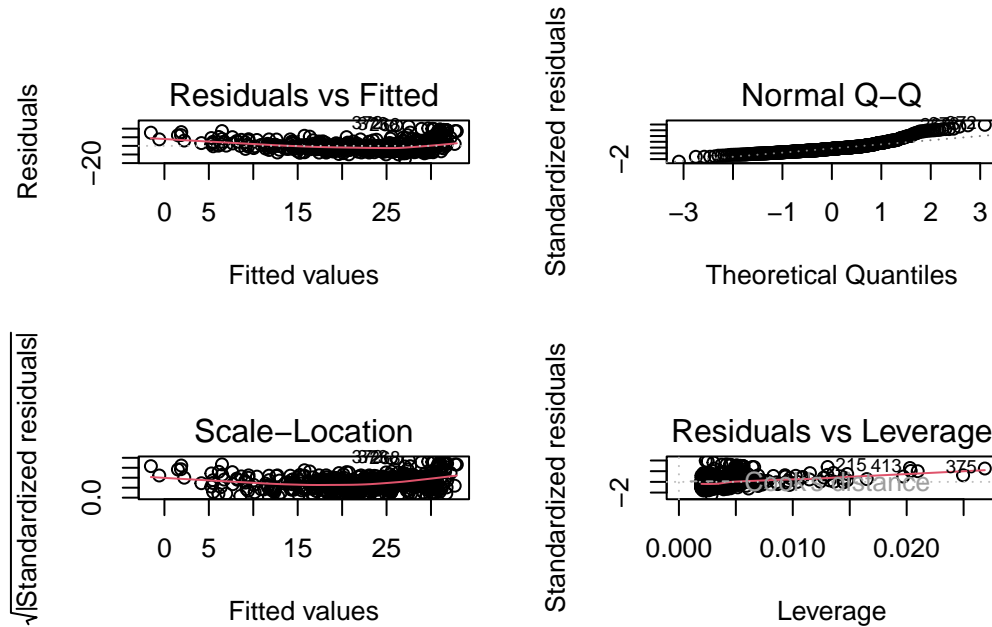 Residuals vs Fitted
Residuals
−20
0 5 15 25
Fitted values
Normal Q−Q
Standardized residuals
−2
−3 −1 0 1 2 3
Theoretical Quantiles
Scale−Location
√|Standardized residuals|
0.0
0 5 15 25
Fitted values
Residuals vs Leverage
Standardized residuals
−2
Cook's distance
215 413 375
0.000 0.010 0.020
Leverage